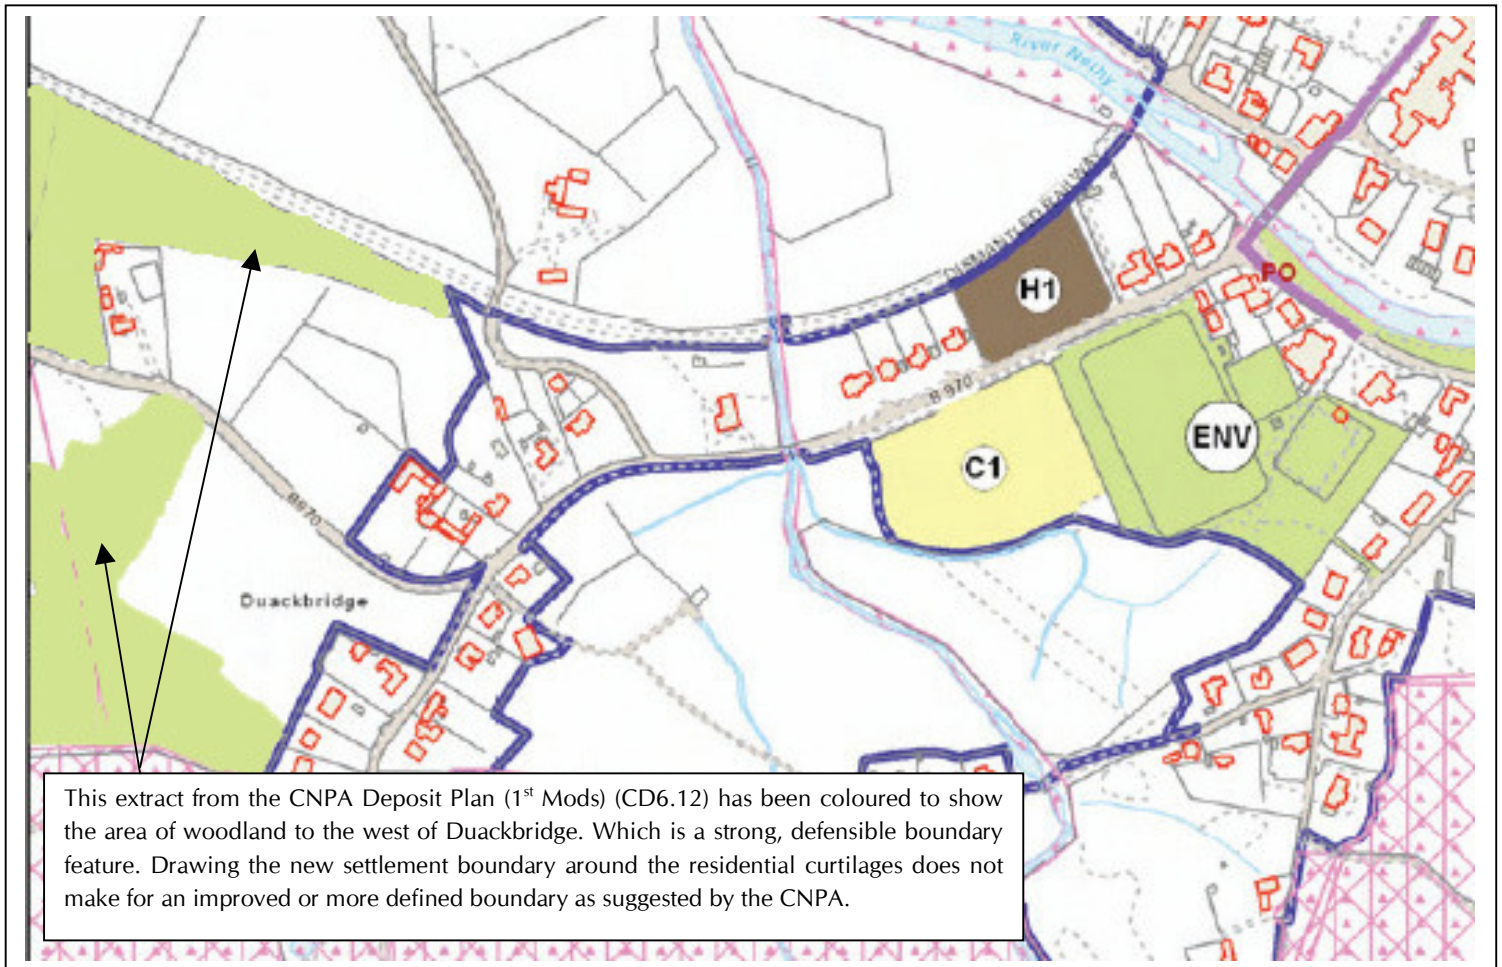 River Nethy
DISMANTLED RAILWA
H1
PO
B 970
ENV
C1
B970
Duackbridge
This extract from the CNPA Deposit Plan (1st Mods) (CD6.12) has been coloured to show
the area of woodland to the west of Duackbridge. Which is a strong, defensible boundary
feature. Drawing the new settlement boundary around the residential curtilages does not
make for an improved or more defined boundary as suggested by the CNPA.